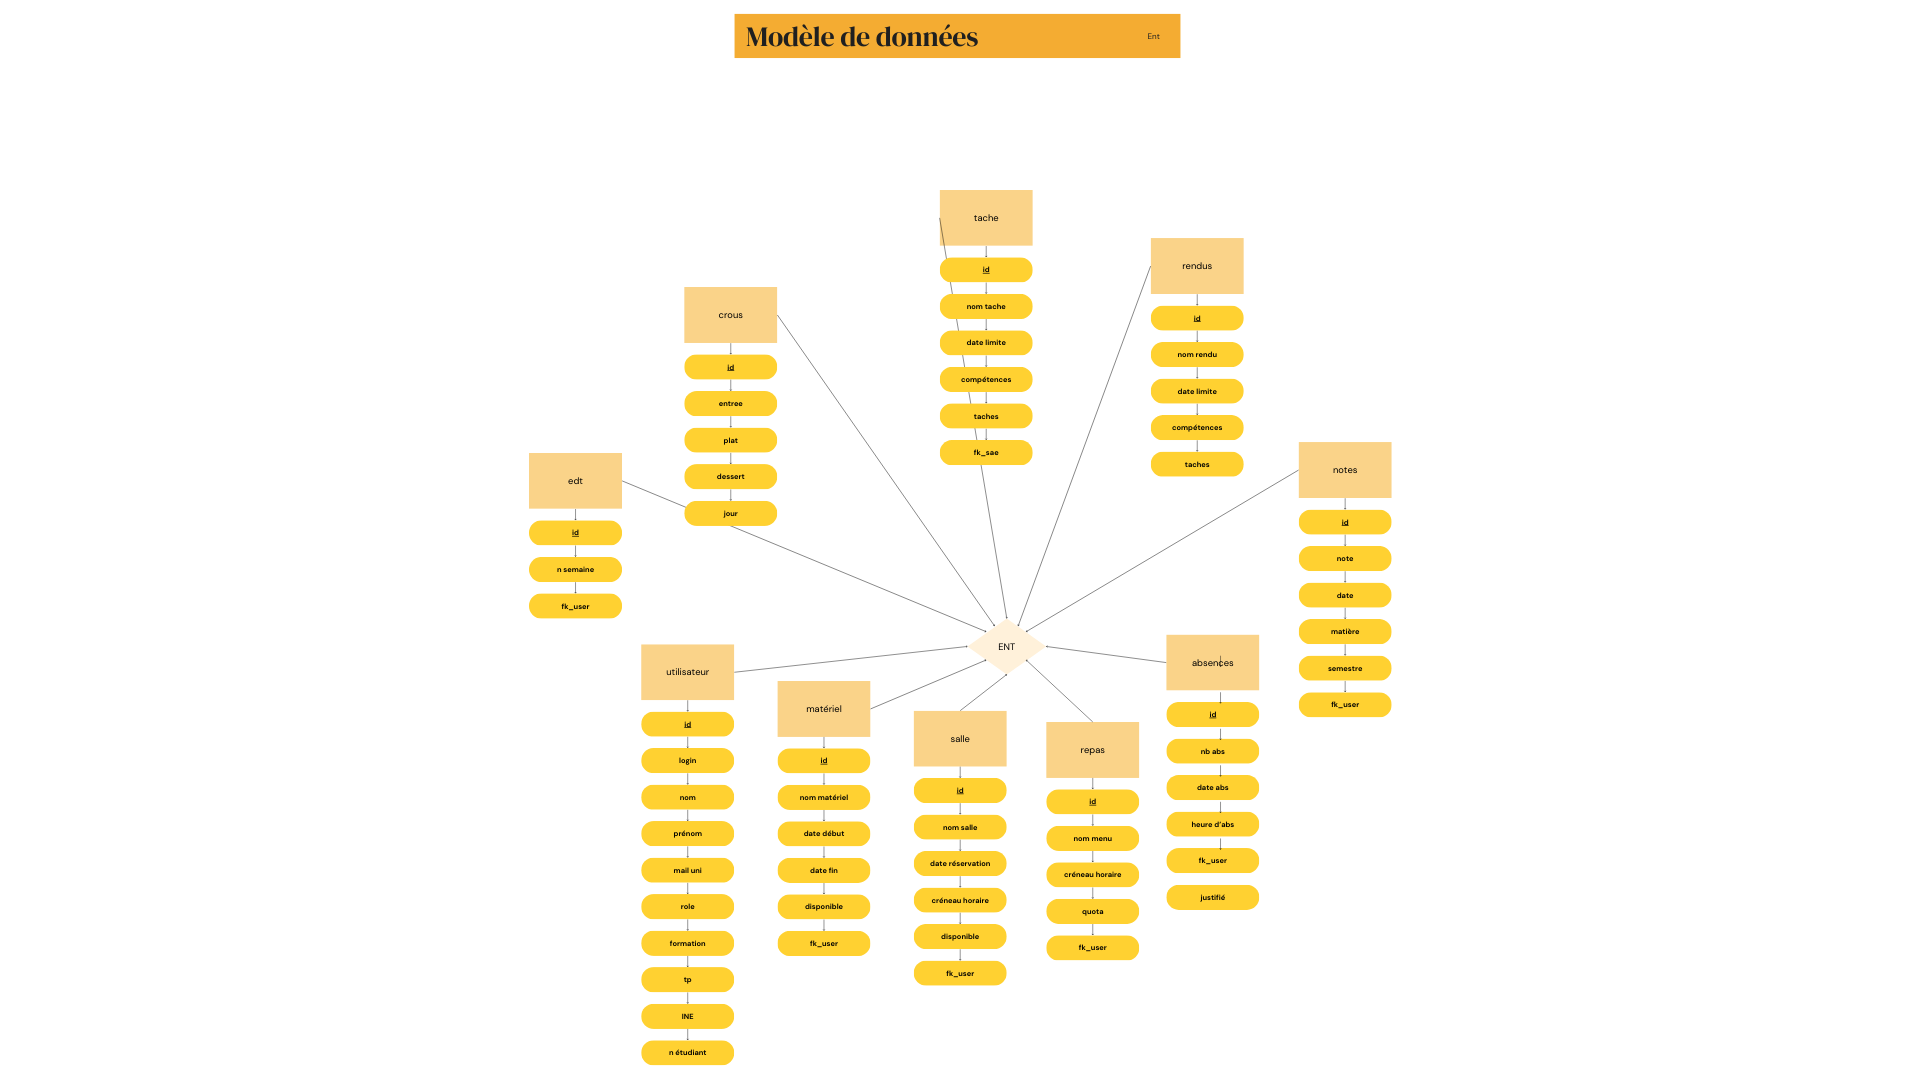 Modèle de données
Ent
tache
id
nom tache
date limite
compétences
taches
fk_sae
rendus
id
nom rendu
date limite
compétences
taches
crous
id
entree
plat
dessert
jour
notes
id
note
date
matière
semestre
fk_user
edt
id
n semaine
fk_user
ENT
absences
id
nb abs
date abs
heure d'abs
fk_user
justifié
utilisateur
id
login
nom
prénom
mail uni
role
formation
tp
INE
n étudiant
matériel
id
nom matériel
date début
date fin
disponible
fk_user
salle
id
nom salle
date réservation
créneau horaire
disponible
fk_user
repas
id
nom menu
créneau horaire
quota
fk_user